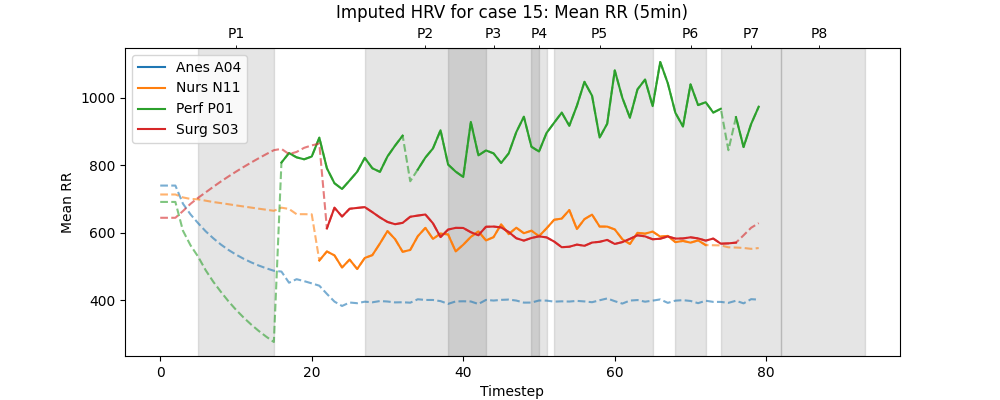 Imputed HRV for case 15: Mean RR (5min)
P1 P2 P3 P4 P5 P6 P7 P8
Anes A04
Nurs N11
Perf P01
Surg S03
1000
800
600
400
Mean RR
0 20 40 60 80
Timestep